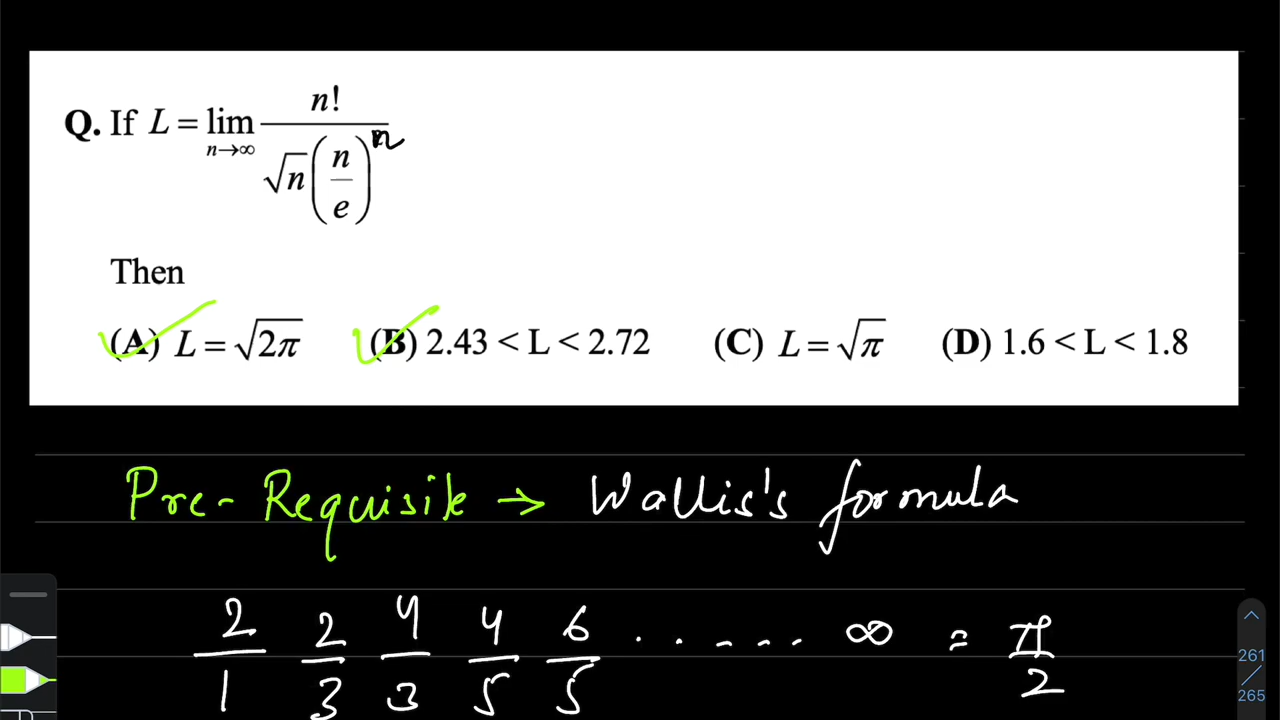 Q. If L = lim n→∞ n! / √n (n/e)^n
Then
(A) L = √2π (B) 2.43 < L < 2.72 (C) L = √π (D) 1.6 < L < 1.8
Pre-Requisite → Wallis's formula
2/1 2/3 4/3 4/5 6/5 . . - - - . ∞ = π/2
261
/
265